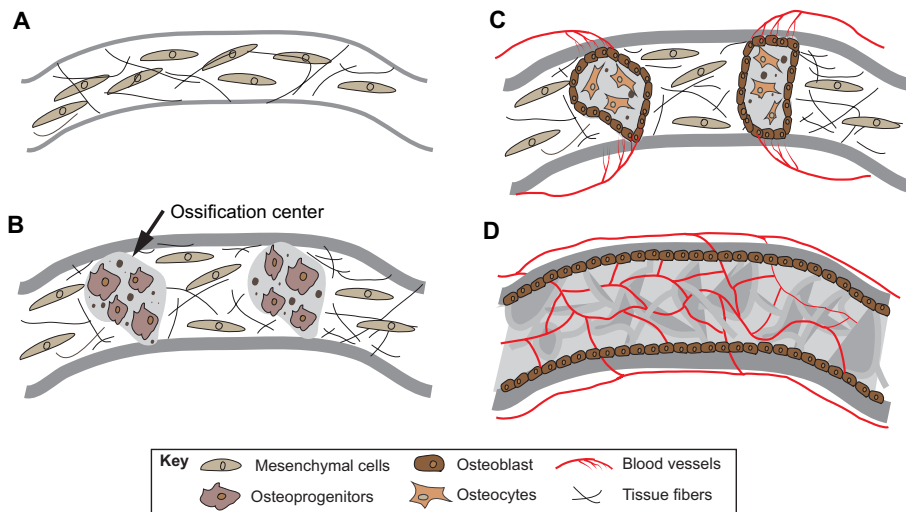 A
C
Ossification center
B
D
Key
Mesenchymal cells
Osteoblast
Blood vessels
Osteoprogenitors
Osteocytes
Tissue fibers